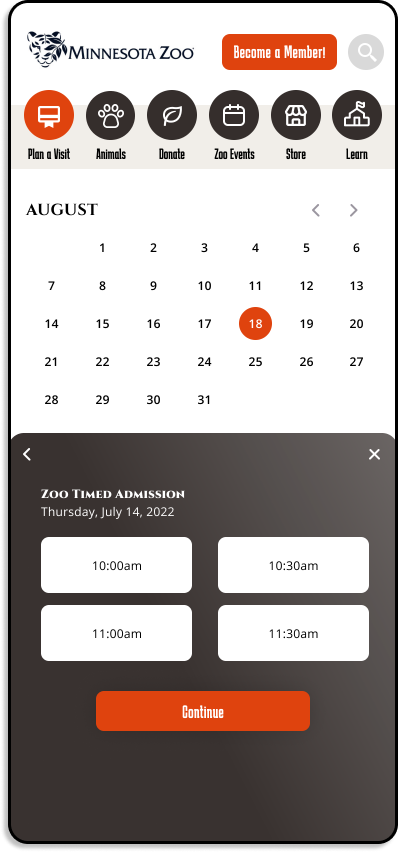 MINNESOTA ZOO
Become a Member!
Plan a Visit Animals Donate Zoo Events Store Learn
AUGUST
1 2 3 4 5 6
7 8 9 10 11 12 13
14 15 16 17 18 19 20
21 22 23 24 25 26 27
28 29 30 31
ZOO TIMED ADMISSION
Thursday, July 14, 2022
10:00am 10:30am
11:00am 11:30am
Continue